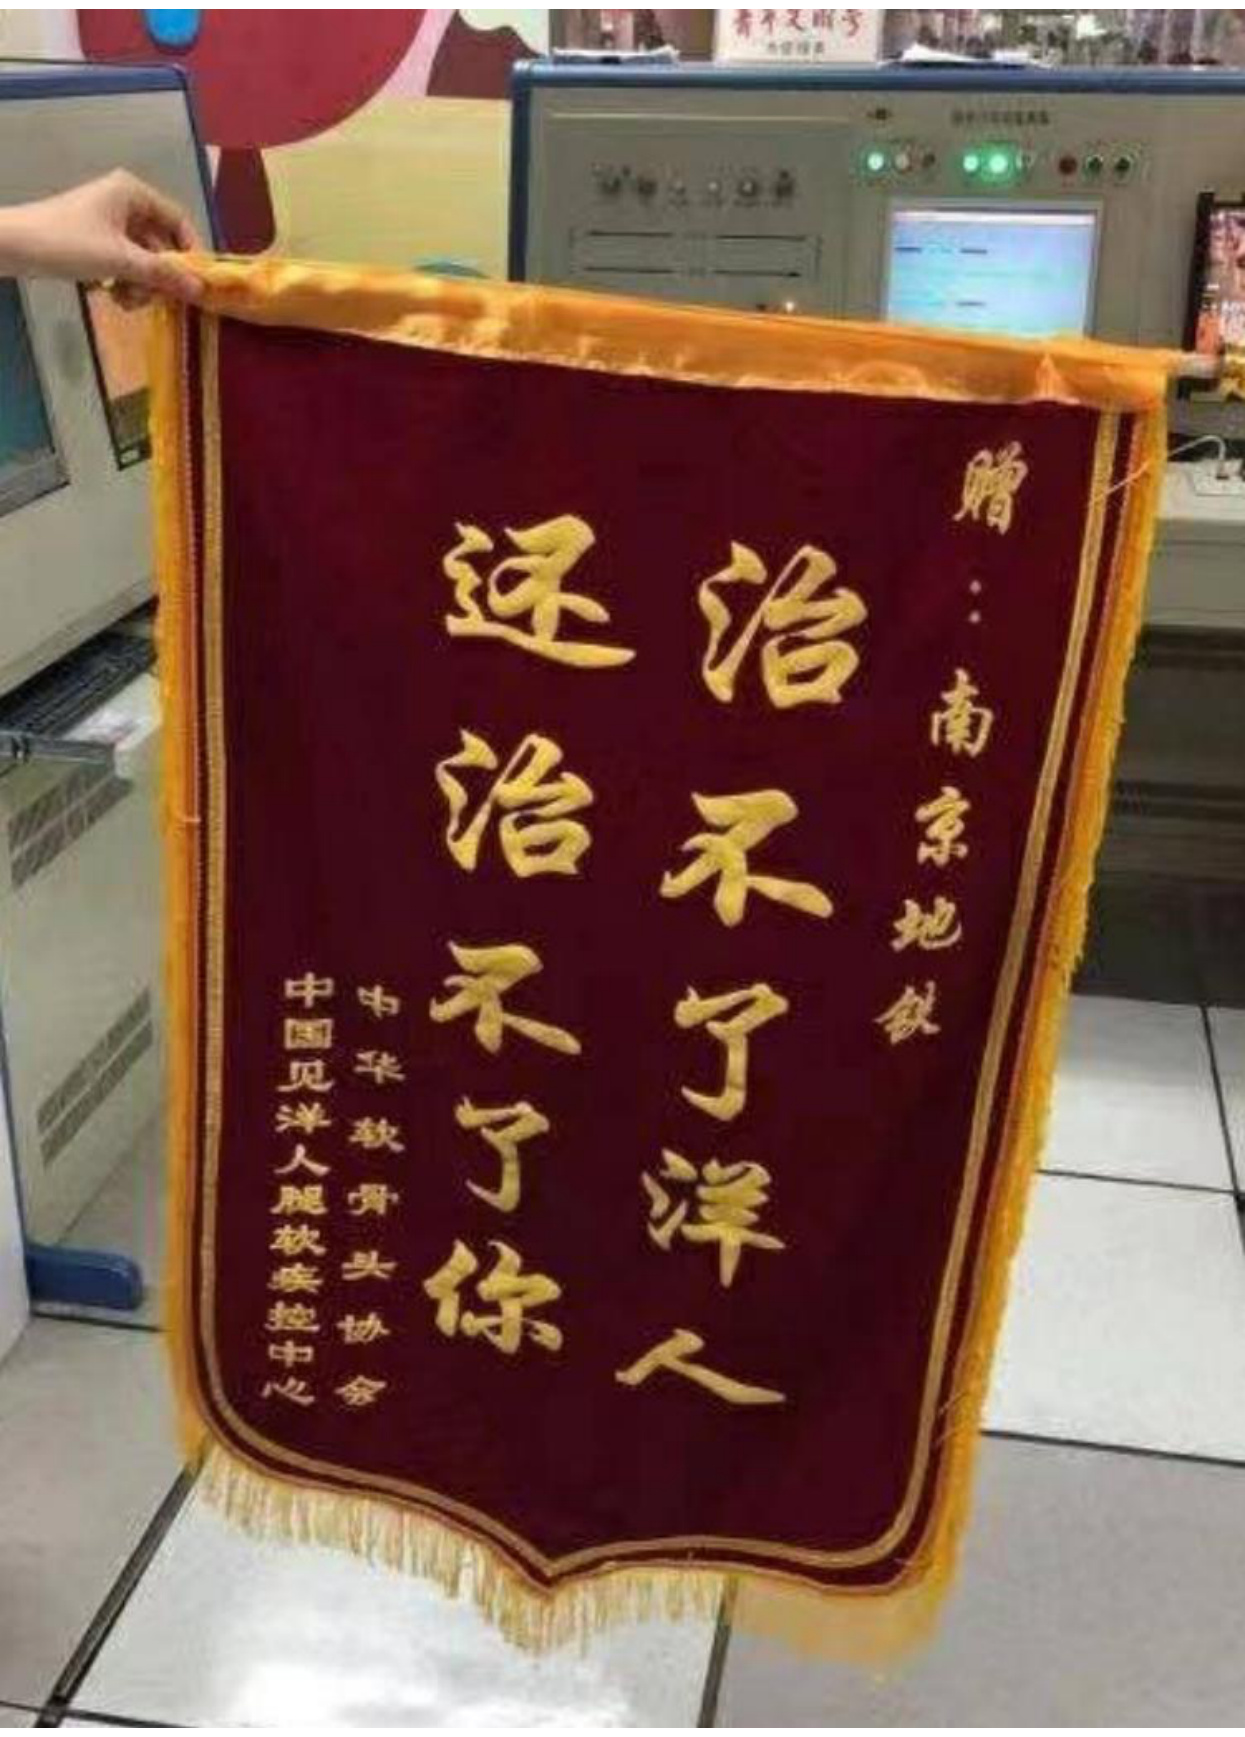 青年文明号
赠：南京地铁
治不了洋人
还治不了你
中华软骨头协会
中国见洋人腿软疾控中心